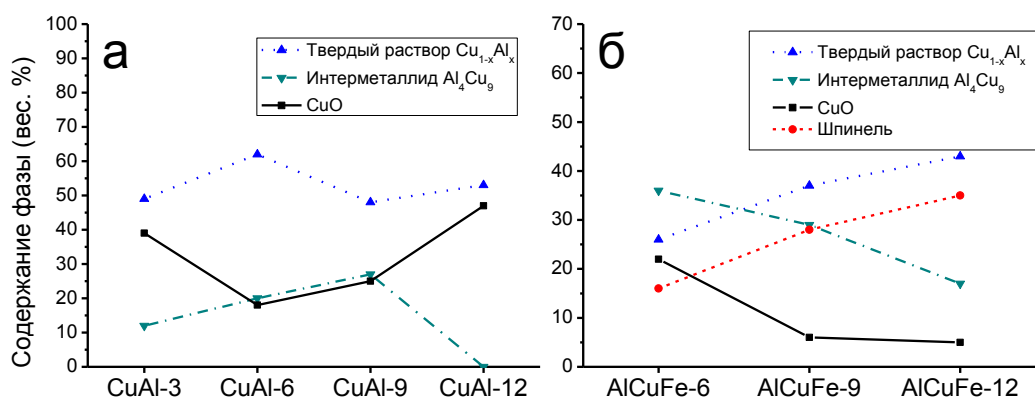 а
Твердый раствор Cu₁₋ₓAlₓ
Интерметаллид Al₄Cu₉
CuO
Содержание фазы (вес. %)
100
90
80
70
60
50
40
30
20
10
0
CuAl-3 CuAl-6 CuAl-9 CuAl-12
б
Твердый раствор Cu₁₋ₓAlₓ
Интерметаллид Al₄Cu₉
CuO
Шпинель
70
60
50
40
30
20
10
0
AlCuFe-6 AlCuFe-9 AlCuFe-12